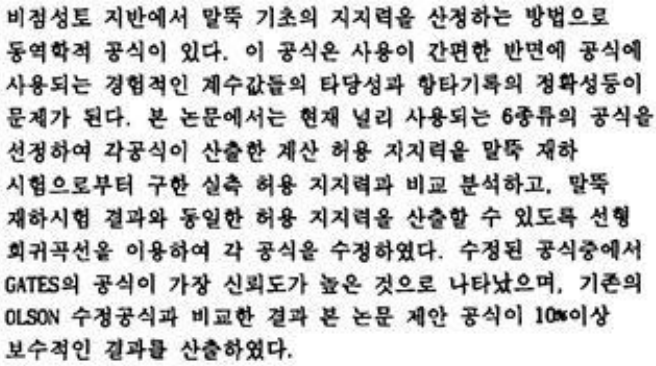 비점성토 지반에서 말뚝 기초의 지지력을 산정하는 방법으로
동역학적 공식이 있다. 이 공식은 사용이 간편한 반면에 공식에
사용되는 경험적인 계수값들의 타당성과 항타기록의 정확성등이
문제가 된다. 본 논문에서는 현재 널리 사용되는 6종류의 공식을
선정하여 각공식이 산출한 계산 허용 지지력을 말뚝 재하
시험으로부터 구한 실측 허용 지지력과 비교 분석하고, 말뚝
재하시험 결과와 동일한 허용 지지력을 산출할 수 있도록 선형
회귀곡선을 이용하여 각 공식을 수정하였다. 수정된 공식중에서
GATES의 공식이 가장 신뢰도가 높은 것으로 나타났으며, 기존의
OLSON 수정공식과 비교한 결과 본 논문 제안 공식이 10%이상
보수적인 결과를 산출하였다.